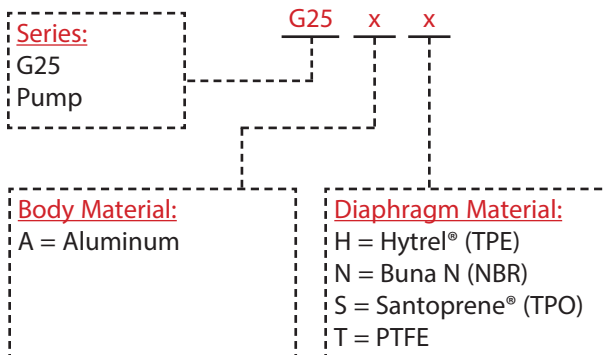 G25 x x
Series:
G25
Pump
Body Material:
A = Aluminum
Diaphragm Material:
H = Hytrel® (TPE)
N = Buna N (NBR)
S = Santoprene® (TPO)
T = PTFE